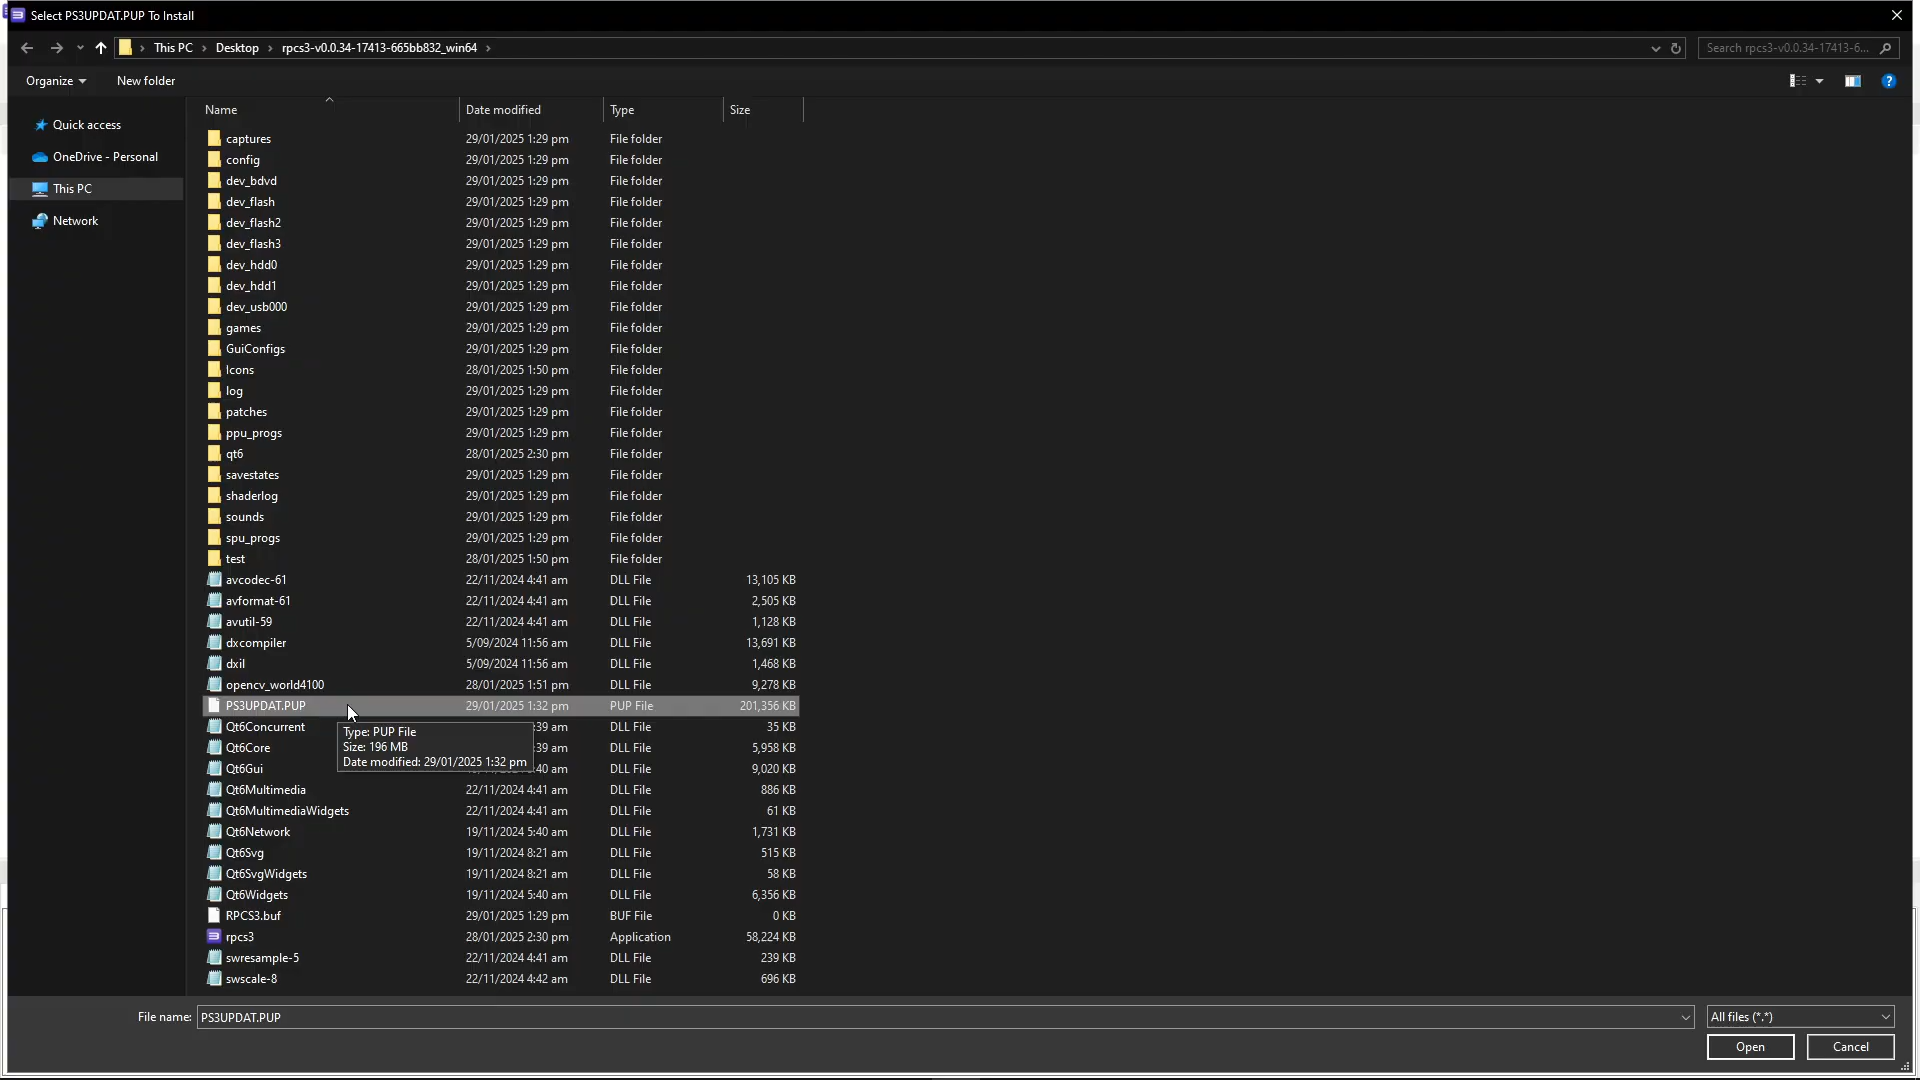 Select PS3UPDAT.PUP To Install
This PC
Desktop
rpcs3-v0.0.34-17413-665bb832_win64
Search rpcs3-v0.0.34-17413-6...
Organize
New folder
Name
Date modified
Type
Size
Quick access
OneDrive - Personal
This PC
Network
captures 29/01/2025 1:29 pm File folder
config 29/01/2025 1:29 pm File folder
dev_bdvd 29/01/2025 1:29 pm File folder
dev_flash 29/01/2025 1:29 pm File folder
dev_flash2 29/01/2025 1:29 pm File folder
dev_flash3 29/01/2025 1:29 pm File folder
dev_hdd0 29/01/2025 1:29 pm File folder
dev_hdd1 29/01/2025 1:29 pm File folder
dev_usb000 29/01/2025 1:29 pm File folder
games 29/01/2025 1:29 pm File folder
GuiConfigs 29/01/2025 1:29 pm File folder
Icons 28/01/2025 1:50 pm File folder
log 29/01/2025 1:29 pm File folder
patches 29/01/2025 1:29 pm File folder
ppu_progs 29/01/2025 1:29 pm File folder
qt6 28/01/2025 2:30 pm File folder
savestates 29/01/2025 1:29 pm File folder
shaderlog 29/01/2025 1:29 pm File folder
sounds 29/01/2025 1:29 pm File folder
spu_progs 29/01/2025 1:29 pm File folder
test 28/01/2025 1:50 pm File folder
avcodec-61 22/11/2024 4:41 am DLL File 13,105 KB
avformat-61 22/11/2024 4:41 am DLL File 2,505 KB
avutil-59 22/11/2024 4:41 am DLL File 1,128 KB
dxcompiler 5/09/2024 11:56 am DLL File 13,691 KB
dxil 5/09/2024 11:56 am DLL File 1,468 KB
opencv_world4100 28/01/2025 1:51 pm DLL File 9,278 KB
PS3UPDAT.PUP 29/01/2025 1:32 pm PUP File 201,356 KB
Qt6Concurrent :39 am DLL File 35 KB
Qt6Core :39 am DLL File 5,958 KB
Qt6Gui :40 am DLL File 9,020 KB
Type: PUP File
Size: 196 MB
Date modified: 29/01/2025 1:32 pm
Qt6Multimedia 22/11/2024 4:41 am DLL File 886 KB
Qt6MultimediaWidgets 22/11/2024 4:41 am DLL File 61 KB
Qt6Network 19/11/2024 5:40 am DLL File 1,731 KB
Qt6Svg 19/11/2024 8:21 am DLL File 515 KB
Qt6SvgWidgets 19/11/2024 8:21 am DLL File 58 KB
Qt6Widgets 19/11/2024 5:40 am DLL File 6,356 KB
RPCS3.buf 29/01/2025 1:29 pm BUF File 0 KB
rpcs3 28/01/2025 2:30 pm Application 58,224 KB
swresample-5 22/11/2024 4:41 am DLL File 239 KB
swscale-8 22/11/2024 4:42 am DLL File 696 KB
File name: PS3UPDAT.PUP
All files (*.*)
Open
Cancel